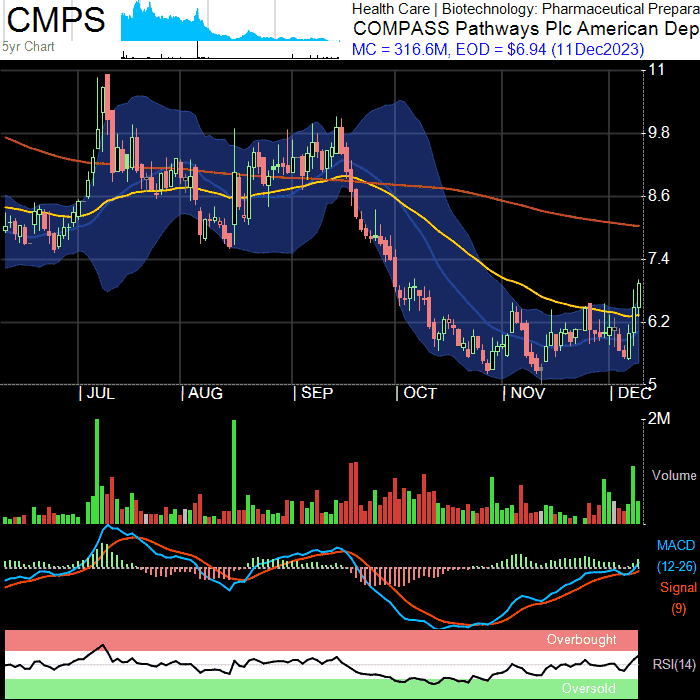 CMPS
5yr Chart
Health Care | Biotechnology: Pharmaceutical Prepara
COMPASS Pathways Plc American Dep
MC = 316.6M, EOD = $6.94 (11Dec2023)
11
9.8
8.6
7.4
6.2
5
| JUL | AUG | SEP | OCT | NOV | DEC
2M
Volume
MACD
(12-26)
Signal
(9)
Overbought
RSI(14)
Oversold